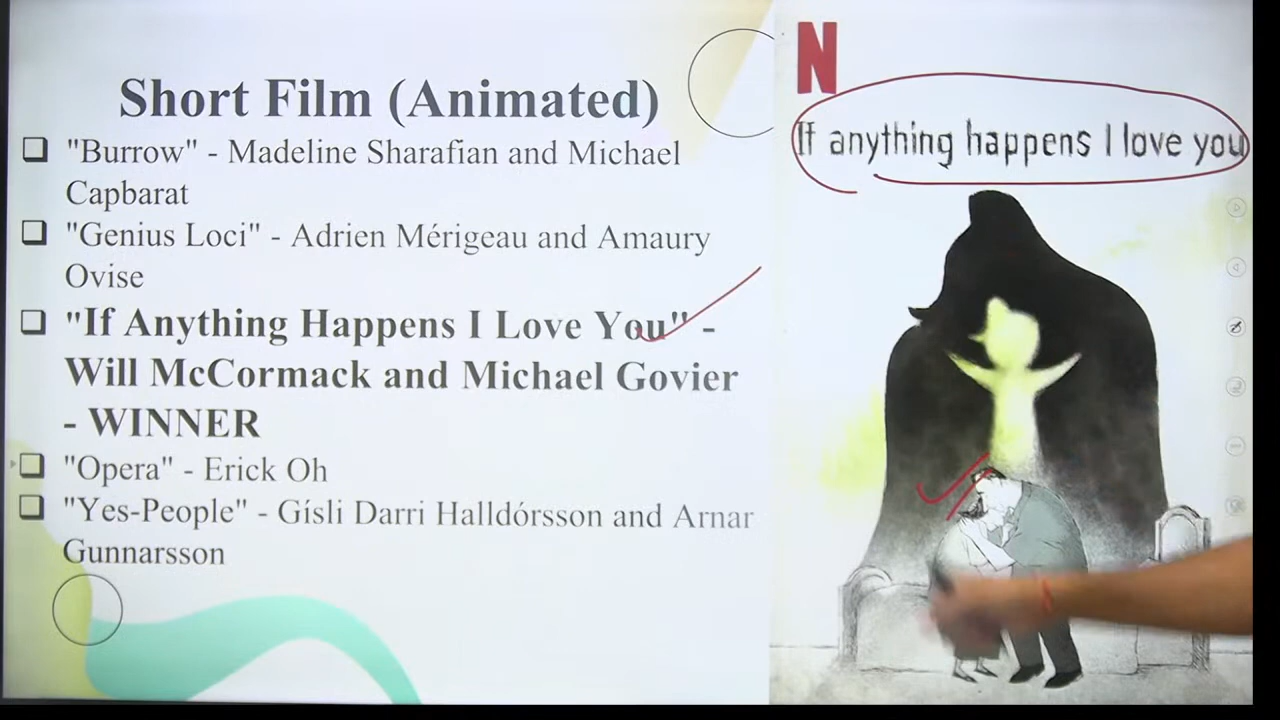 Short Film (Animated)
"Burrow" - Madeline Sharafian and Michael
Capbarat
"Genius Loci" - Adrien Mérigeau and Amaury
Ovise
"If Anything Happens I Love You" -
Will McCormack and Michael Govier
- WINNER
"Opera" - Erick Oh
"Yes-People" - Gísli Darri Halldórsson and Arnar
Gunnarsson
N
If anything happens I love you